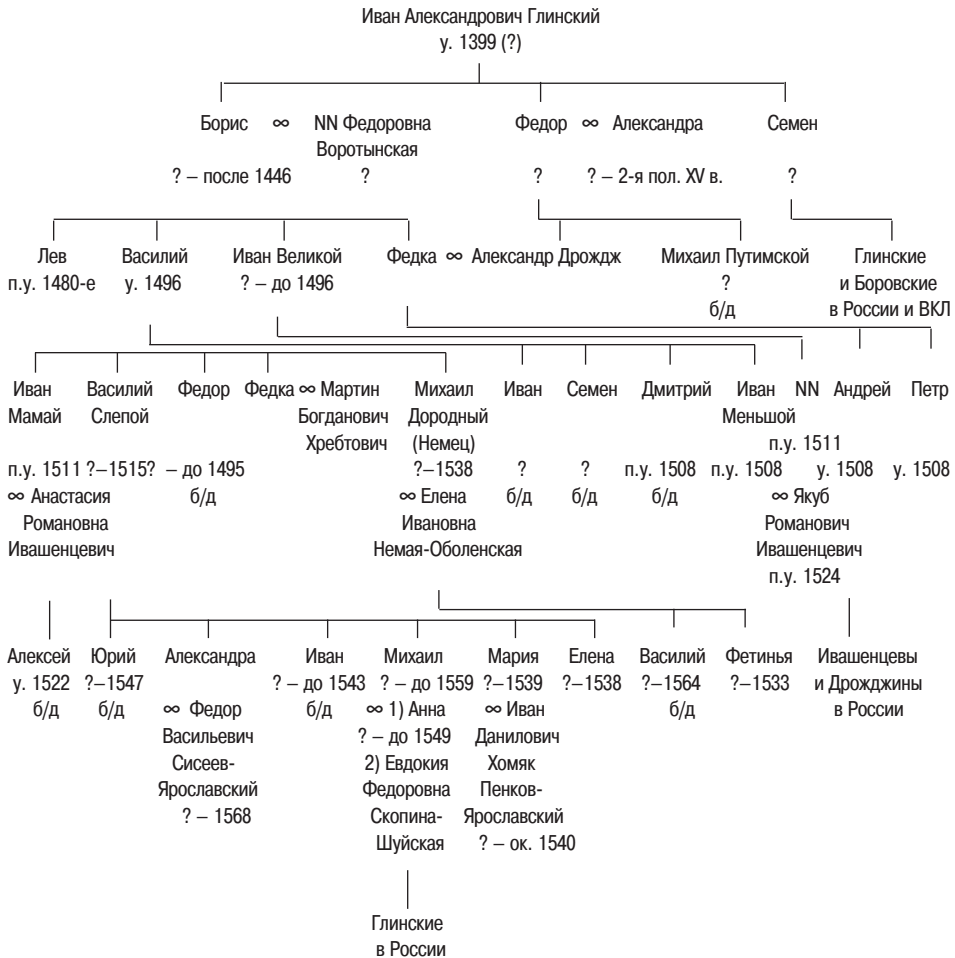 Иван Александрович Глинский
у. 1399 (?)
Борис ∞ NN Федоровна Федор ∞ Александра Семен
Воротынская
? – после 1446 ? ? ? – 2-я пол. XV в. ?
Лев Василий Иван Великой Федка ∞ Александр Дрождж Михаил Путимской Глинские
п.у. 1480-е у. 1496 ? – до 1496 ? и Боровские
б/д в России и ВКЛ
Иван Василий Федор Федка ∞ Мартин Михаил Иван Семен Дмитрий Иван NN Андрей Петр
Мамай Слепой Богданович Дородный Меньшой
Хребтович (Немец) п.у. 1511
п.у. 1511 ?–1515? – до 1495 ?–1538 ? ? п.у. 1508 п.у. 1508 у. 1508 у. 1508
∞ Анастасия б/д ∞ Елена б/д б/д б/д ∞ Якуб
Романовна Ивановна Романович
Ивашенцевич Немая-Оболенская Ивашенцевич
п.у. 1524
Алексей Юрий Александра Иван Михаил Мария Елена Василий Фетинья Ивашенцевы
у. 1522 ?–1547 ? – до 1543 ? – до 1559 ?–1539 ?–1538 ?–1564 ?–1533 и Дрожджины
б/д б/д ∞ Федор б/д ∞ 1) Анна ∞ Иван б/д в России
Васильевич ? – до 1549 Данилович
Сисеев- 2) Евдокия Хомяк
Ярославский Федоровна Пенков-
? – 1568 Скопина- Ярославский
Шуйская ? – ок. 1540
Глинские
в России